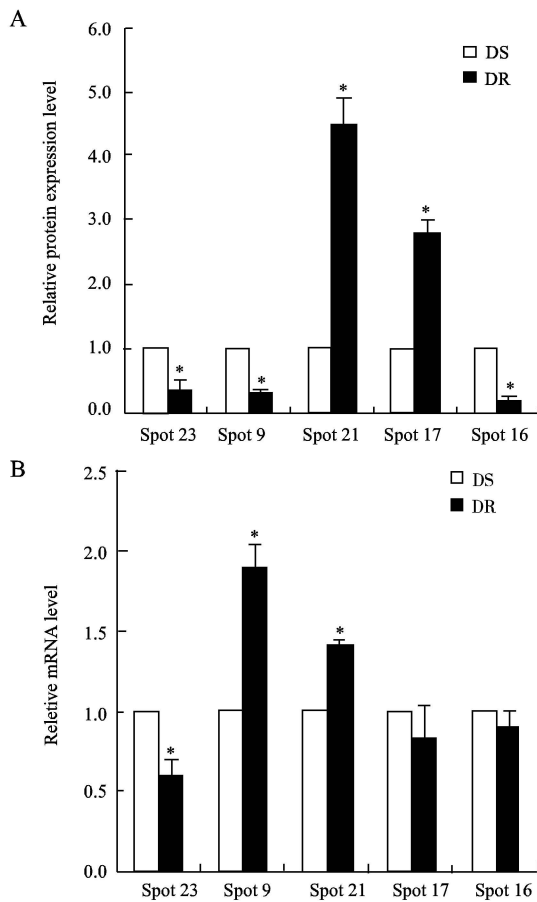 A
6.0
5.0
4.0
3.0
2.0
1.0
0.0
Relative protein expression level
DS
DR
*
*
*
*
*
Spot 23 Spot 9 Spot 21 Spot 17 Spot 16
B
2.5
2.0
1.5
1.0
0.5
0.0
Reletive mRNA level
DS
DR
*
*
*
Spot 23 Spot 9 Spot 21 Spot 17 Spot 16